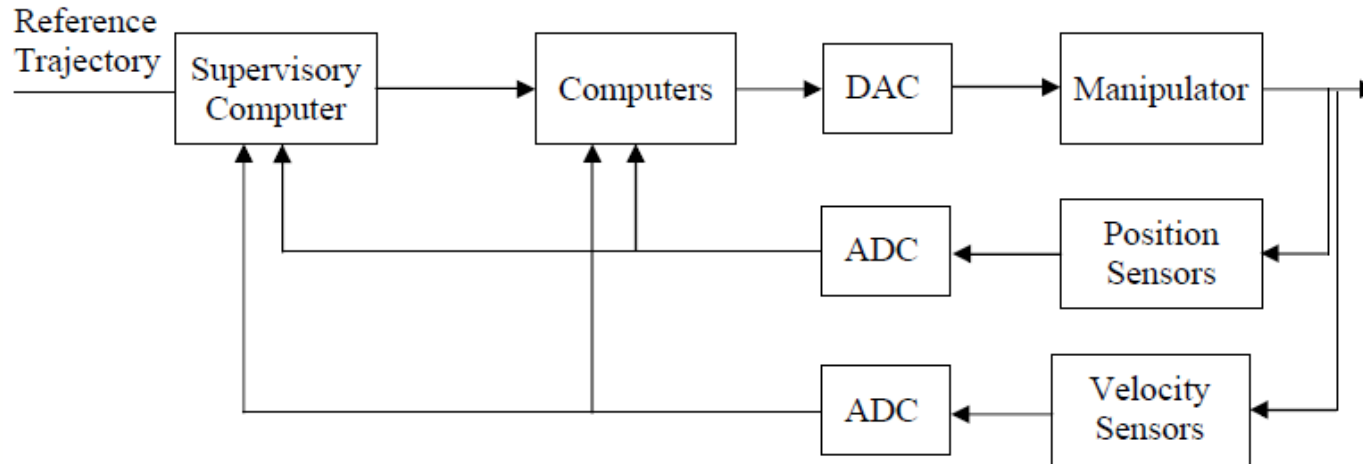 Reference
Trajectory
Supervisory
Computer
Computers
DAC
Manipulator
ADC
Position
Sensors
ADC
Velocity
Sensors